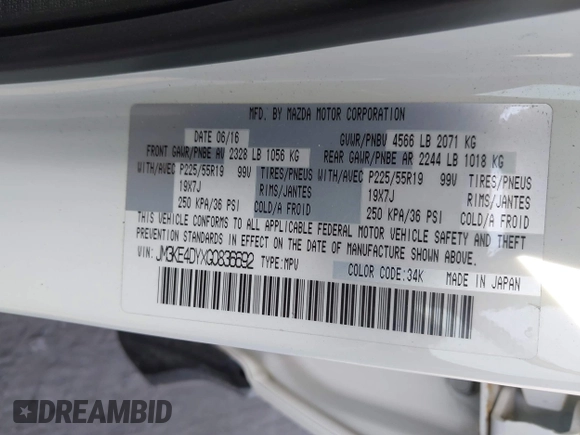 MFD. BY MAZDA MOTOR CORPORATION
DATE 06/16 GVWR/PNBV 4566 LB 2071 KG
FRONT GAWR/PNBE AV 2328 LB 1056 KG REAR GAWR/PNBE AR 2244 LB 1018 KG
WITH/AVEC P225/55R19 99V TIRES/PNEUS WITH/AVEC P225/55R19 99V TIRES/PNEUS
19X7J RIMS/JANTES 19X7J RIMS/JANTES
250 KPA/36 PSI COLD/A FROID 250 KPA/36 PSI COLD/A FROID
THIS VEHICLE CONFORMS TO ALL APPLICABLE FEDERAL MOTOR VEHICLE SAFETY AND THEFT
PREVENTION STANDARDS IN EFFECT ON THE DATE OF MANUFACTURE SHOWN ABOVE.
JM3KE4DYXG0836692 TYPE:MPV COLOR CODE:34K MADE IN JAPAN
DREAMBID